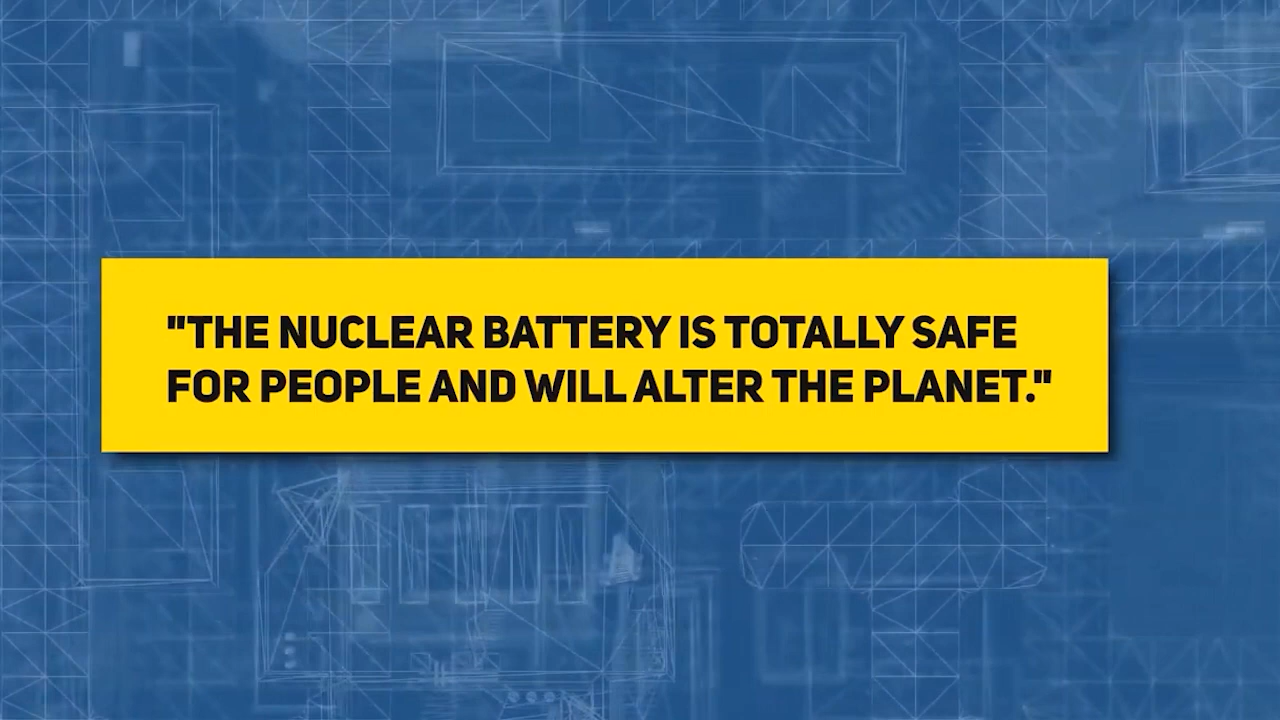 "THE NUCLEAR BATTERY IS TOTALLY SAFE
FOR PEOPLE AND WILL ALTER THE PLANET."